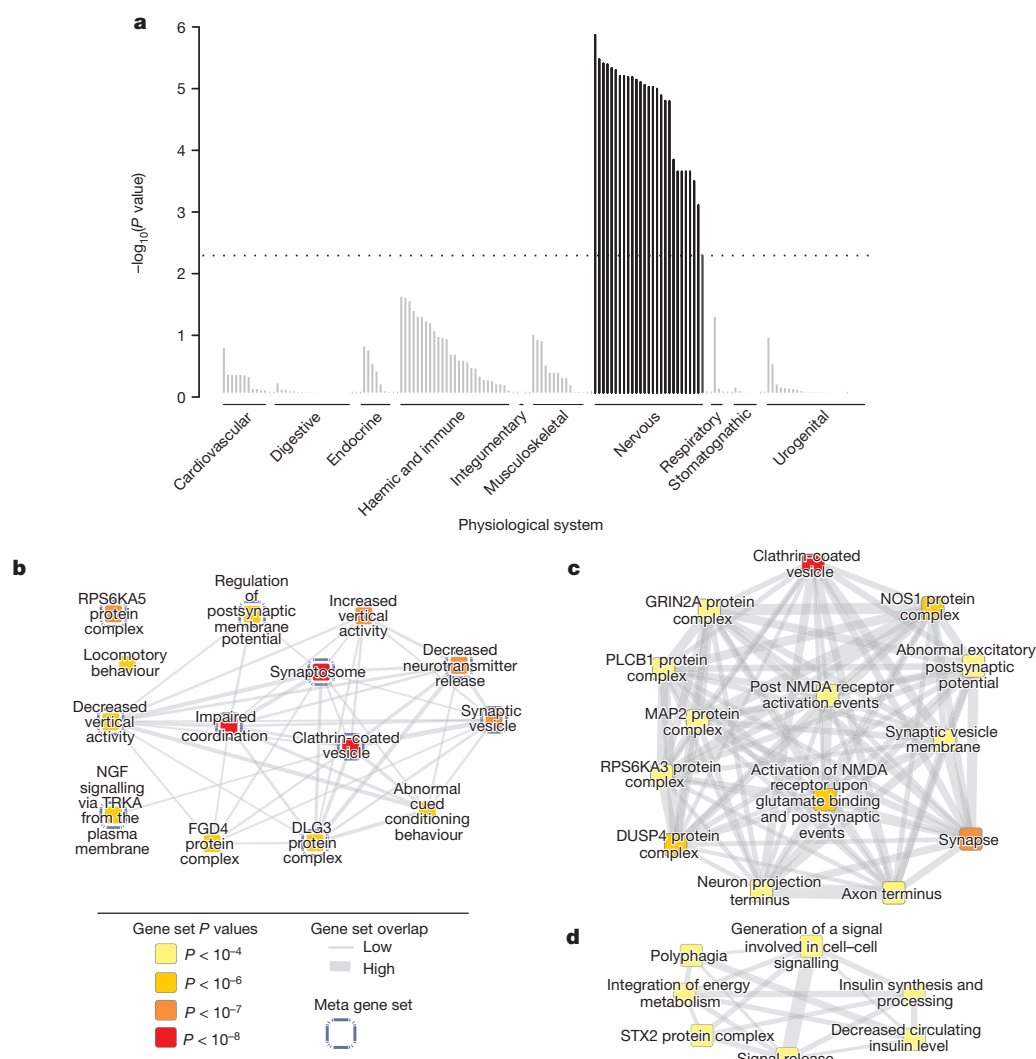 a
6
5
4
3
2
1
0
–log10(P value)
Cardiovascular
Digestive
Endocrine
Haemic and immune
Integumentary
Musculoskeletal
Nervous
Respiratory
Stomatognathic
Urogenital
Physiological system
b
RPS6KA5
protein
complex
Regulation
of
postsynaptic
membrane
potential
Increased
vertical
activity
Locomotory
behaviour
Synaptosome
Decreased
neurotransmitter
release
Decreased
vertical
activity
Impaired
coordination
Clathrin-coated
vesicle
Synaptic
vesicle
NGF
signalling
via TRKA
from the
plasma
membrane
FGD4
protein
complex
DLG3
protein
complex
Abnormal
cued
conditioning
behaviour
Gene set P values
P < 10–4
P < 10–6
P < 10–7
P < 10–8
Gene set overlap
Low
High
Meta gene set
c
Clathrin-coated
vesicle
GRIN2A protein
complex
NOS1 protein
complex
PLCB1 protein
complex
Abnormal excitatory
postsynaptic
potential
Post NMDA receptor
activation events
MAP2 protein
complex
Synaptic vesicle
membrane
RPS6KA3 protein
complex
Activation of NMDA
receptor upon
glutamate binding
and postsynaptic
events
DUSP4 protein
complex
Synapse
Neuron projection
terminus
Axon terminus
d
Generation of a signal
involved in cell–cell
signalling
Polyphagia
Integration of energy
metabolism
Insulin synthesis and
processing
STX2 protein complex
Decreased circulating
insulin level
Signal release